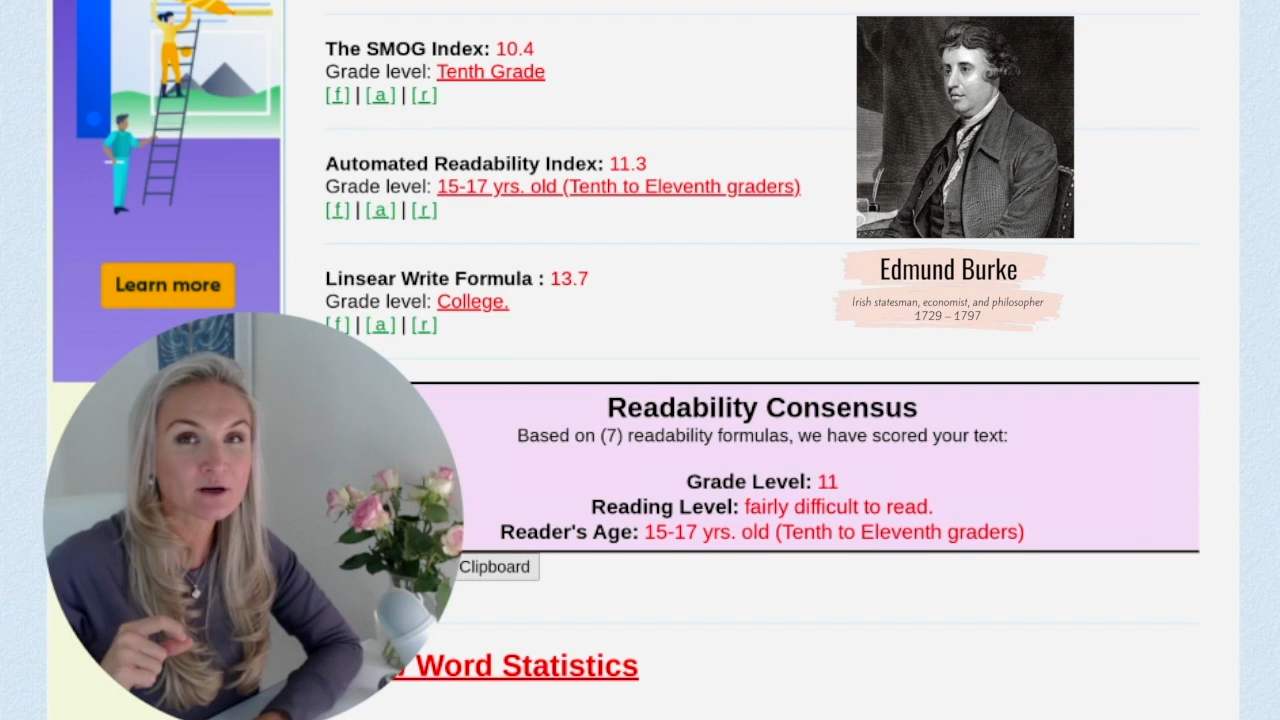 The SMOG Index: 10.4
Grade level: Tenth Grade
[ f ] | [ a ] | [ r ]
Automated Readability Index: 11.3
Grade level: 15-17 yrs. old (Tenth to Eleventh graders)
[ f ] | [ a ] | [ r ]
Linsear Write Formula : 13.7
Grade level: College.
[ f ] | [ a ] | [ r ]
Learn more
Edmund Burke
Irish statesman, economist, and philosopher
1729 – 1797
Readability Consensus
Based on (7) readability formulas, we have scored your text:
Grade Level: 11
Reading Level: fairly difficult to read.
Reader's Age: 15-17 yrs. old (Tenth to Eleventh graders)
Clipboard
Word Statistics